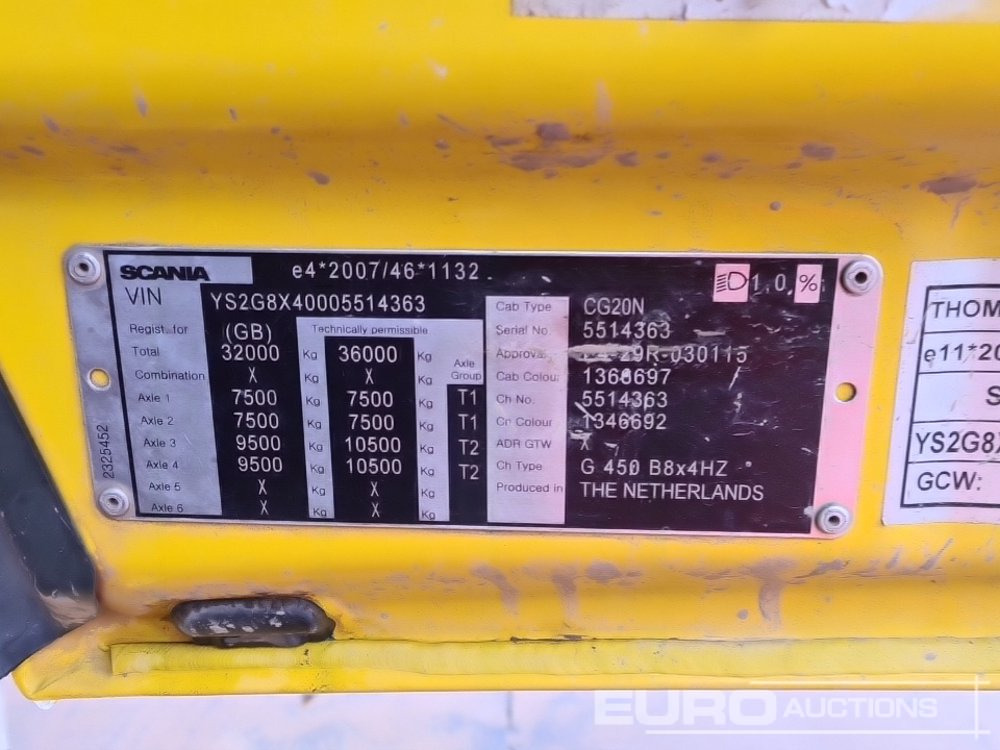 SCANIA e4*2007/46*1132 1.0 %
VIN YS2G8X40005514363
Regist. for (GB) Technically permissible
Total 32000 Kg 36000 Kg Axle Group
Combination X Kg X Kg
Axle 1 7500 Kg 7500 Kg T1
Axle 2 7500 Kg 7500 Kg T1
Axle 3 9500 Kg 10500 Kg T2
Axle 4 9500 Kg 10500 Kg T2
Axle 5 X Kg X Kg
Axle 6 X Kg X Kg
2325452
Cab Type CG20N
Serial No. 5514363
Approval 29R-030115
Cab Colour 1368697
Ch No. 5514363
Ch Colour 1346692
ADR GTW X
Ch Type G 450 B8x4HZ
Produced in THE NETHERLANDS
THOM
e11*20
S
YS2G8X
GCW:
EURO AUCTIONS